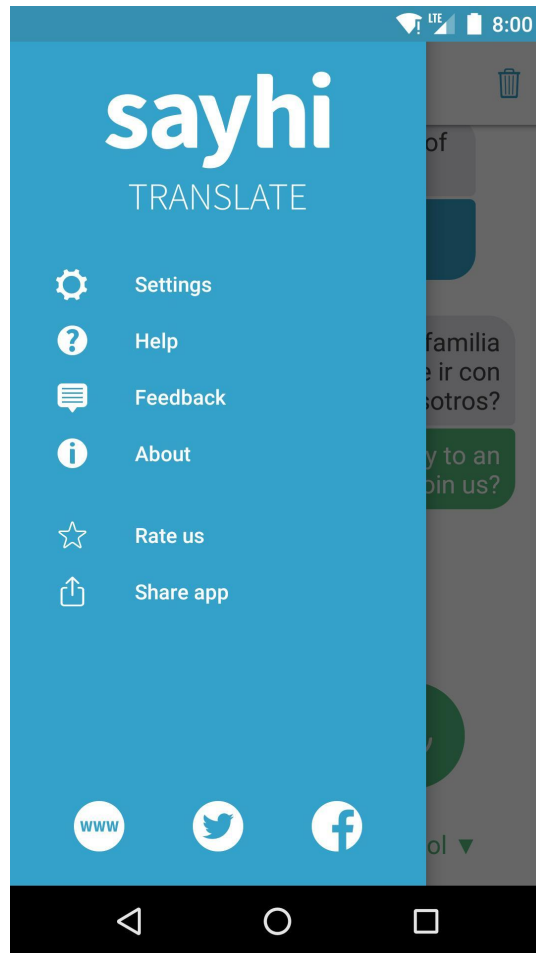 LTE 8:00
sayhi
TRANSLATE
Settings
Help
Feedback
About
Rate us
Share app
www
of
familia
e ir con
sotros?
y to an
oin us?
ol ▼